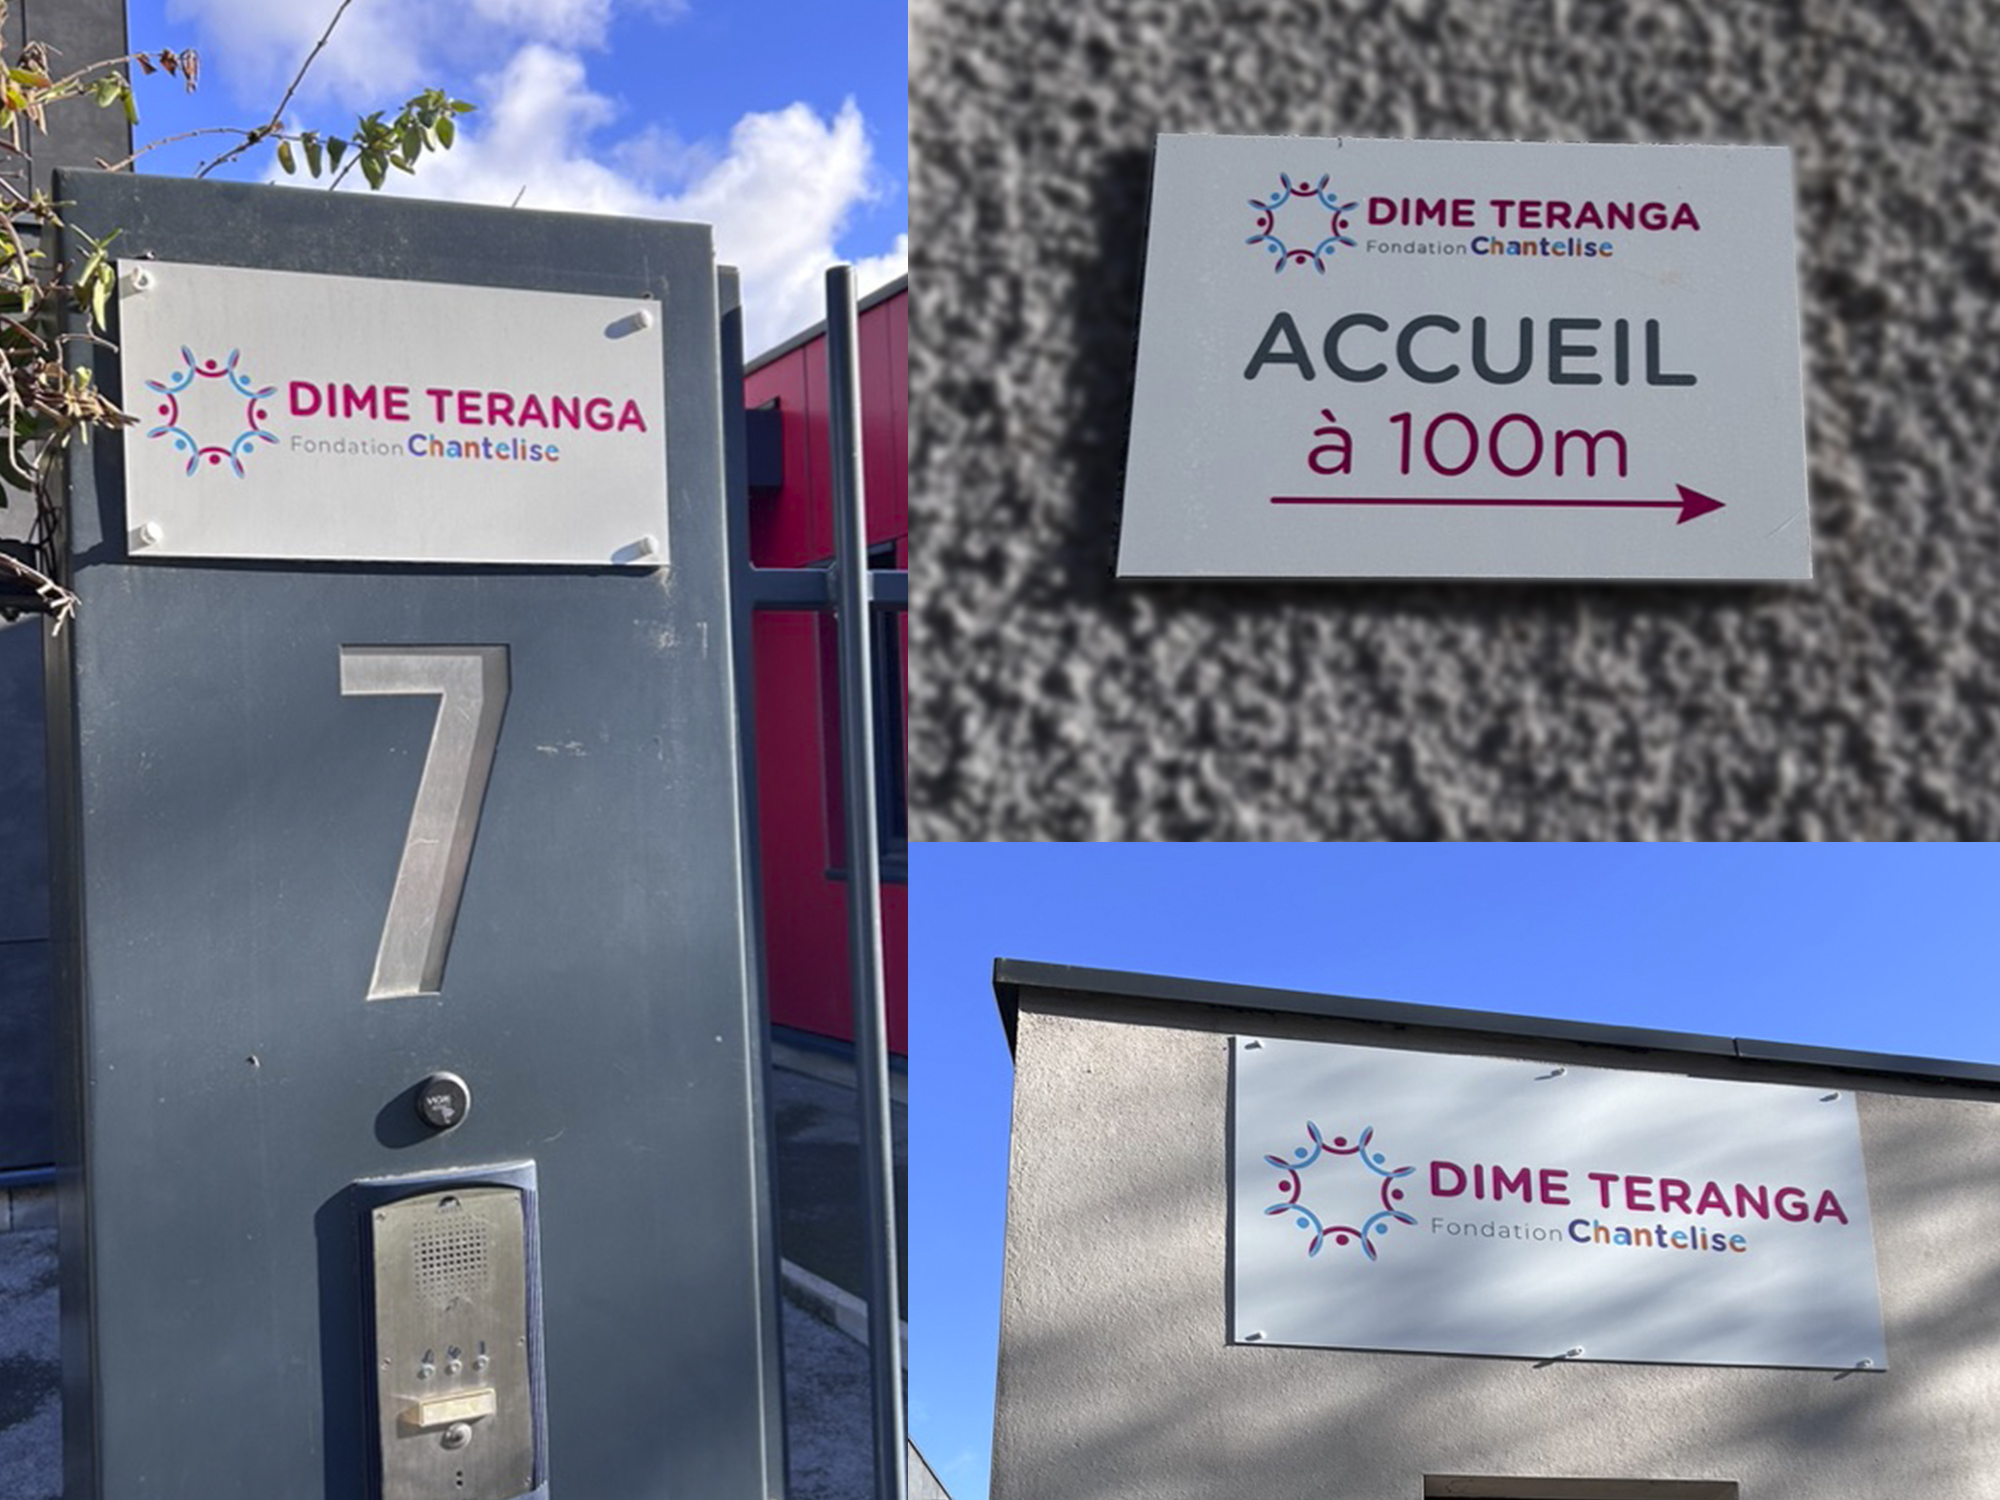 DIME TERANGA
Fondation Chantelise
7
DIME TERANGA
Fondation Chantelise
ACCUEIL
à 100m
DIME TERANGA
Fondation Chantelise